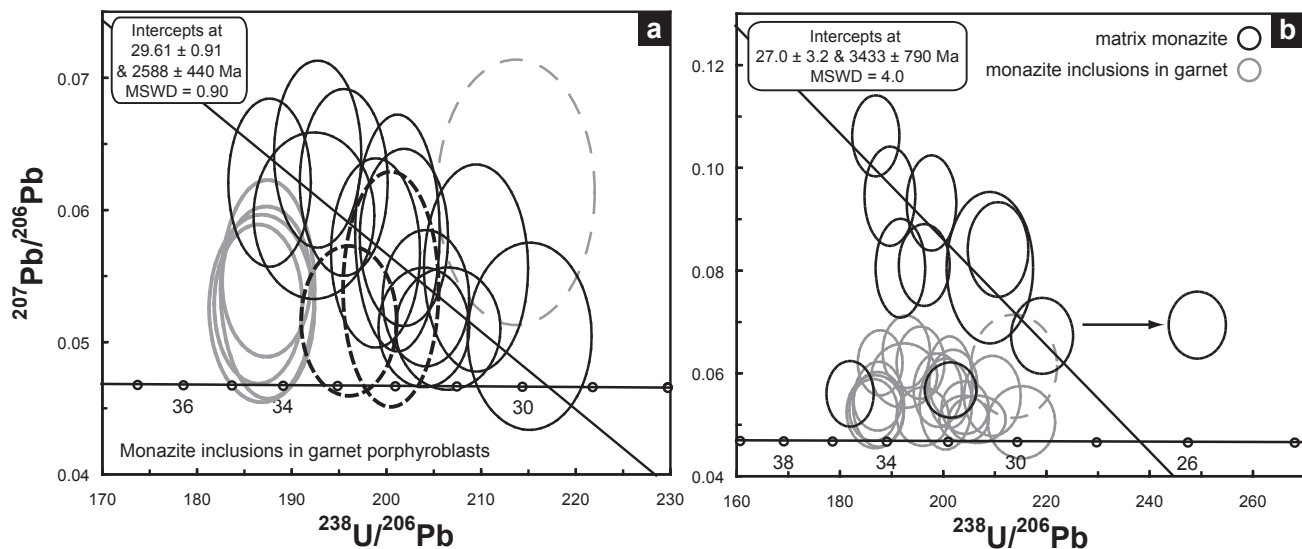 Intercepts at
29.61 ± 0.91
& 2588 ± 440 Ma
MSWD = 0.90
a
0.07
0.06
0.05
0.04
207Pb/206Pb
36
34
30
Monazite inclusions in garnet porphyroblasts
170
180
190
200
210
220
230
238U/206Pb
Intercepts at
27.0 ± 3.2 & 3433 ± 790 Ma
MSWD = 4.0
b
matrix monazite
monazite inclusions in garnet
0.12
0.10
0.08
0.06
0.04
38
34
30
26
160
180
200
220
240
260
238U/206Pb